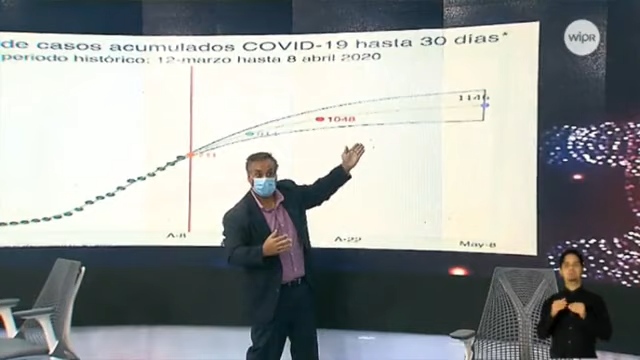 wipr
de casos acumulados COVID-19 hasta 30 días*
periodo histórico: 12-marzo hasta 8 abril 2020
1146
1048
A-8
A-22
May-8